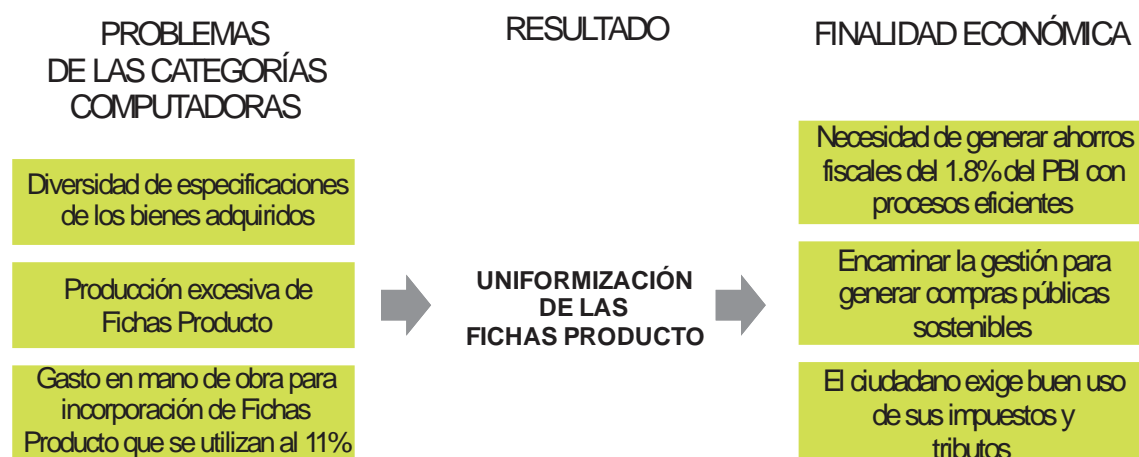 PROBLEMAS
DE LAS CATEGORÍAS
COMPUTADORAS
Diversidad de especificaciones
de los bienes adquiridos
Producción excesiva de
Fichas Producto
Gasto en mano de obra para
incorporación de Fichas
Producto que se utilizan al 11%
RESULTADO
UNIFORMIZACIÓN
DE LAS
FICHAS PRODUCTO
FINALIDAD ECONÓMICA
Necesidad de generar ahorros
fiscales del 1.8% del PBI con
procesos eficientes
Encaminar la gestión para
generar compras públicas
sostenibles
El ciudadano exige buen uso
de sus impuestos y
tributos